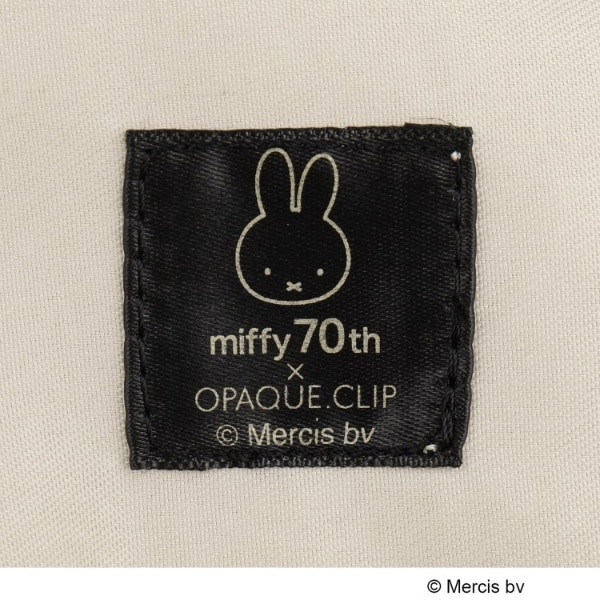 miffy 70th
×
OPAQUE.CLIP
© Mercis bv
© Mercis bv